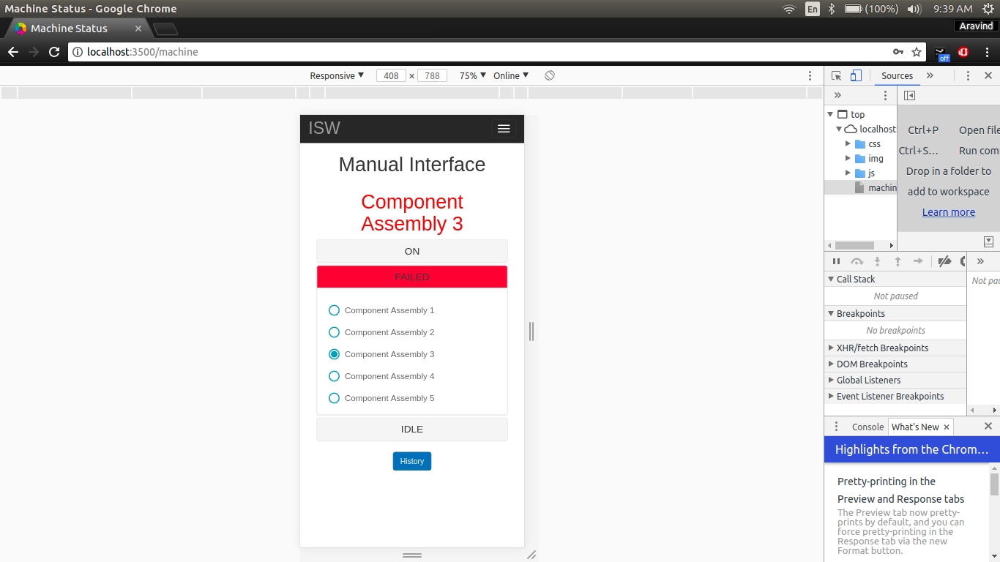 Machine Status - Google Chrome
En
(100%)
9:39 AM
Machine Status
Aravind
localhost:3500/machine
off
Responsive
408 × 788
75%
Online
Sources
ISW
Manual Interface
Component
Assembly 3
ON
FAILED
Component Assembly 1
Component Assembly 2
Component Assembly 3
Component Assembly 4
Component Assembly 5
IDLE
History
top
localhost
css
img
js
machin
Ctrl+P Open file
Ctrl+S... Run com
Drop in a folder to
add to workspace
Learn more
Call Stack
Not paused
Breakpoints
No breakpoints
XHR/fetch Breakpoints
DOM Breakpoints
Global Listeners
Event Listener Breakpoints
Not pau
Console
What's New
Highlights from the Chrom...
Pretty-printing in the
Preview and Response tabs
The Preview tab now pretty-
prints by default, and you can
force pretty-printing in the
Response tab via the new
Format button.